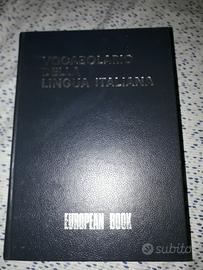 VOCABOLARIO
DELLA
LINGUA ITALIANA
EUROPEAN BOOK
subito